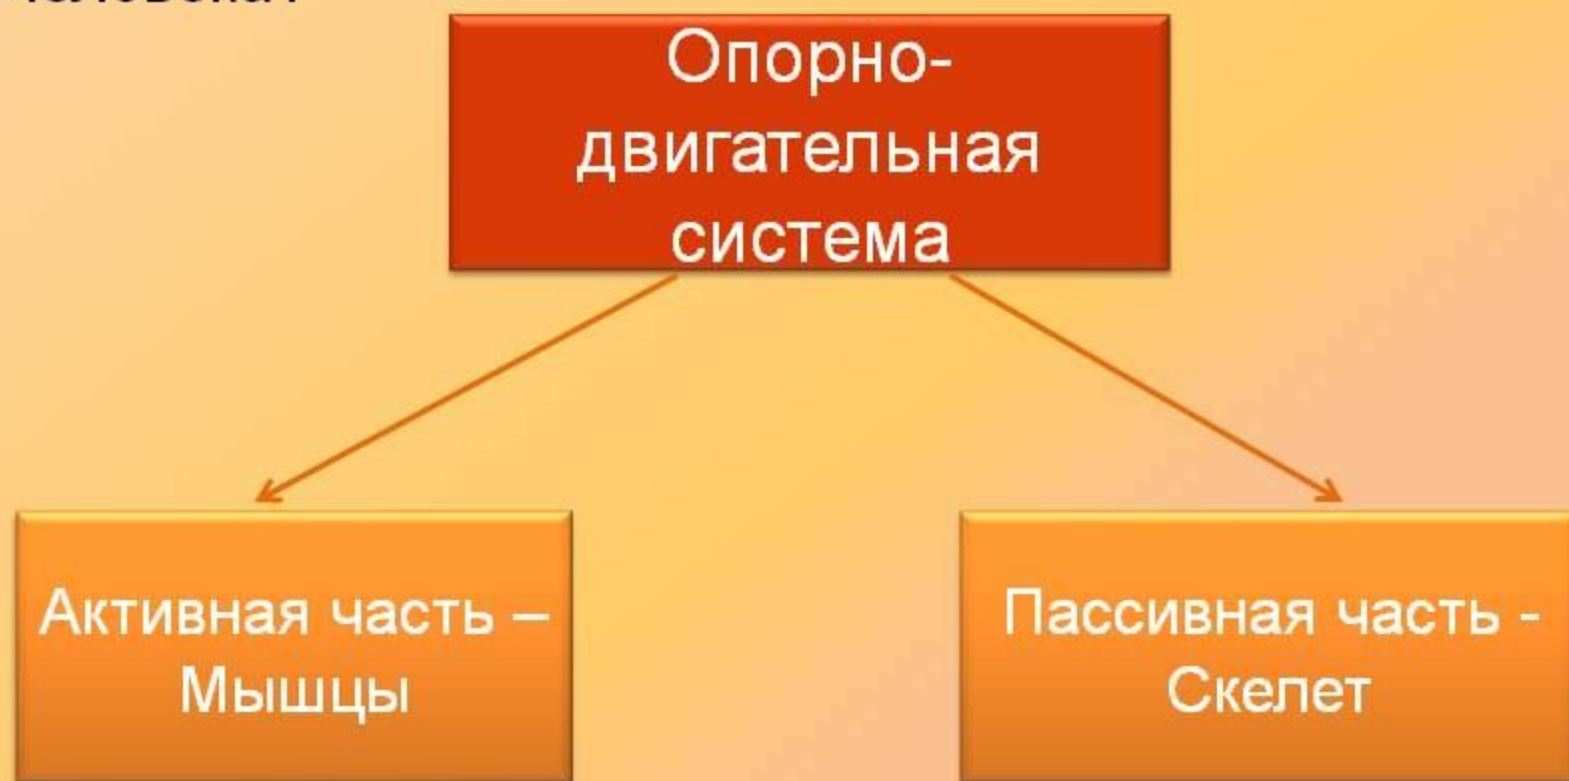 Опорно-
двигательная
система
Активная часть –
Мышцы
Пассивная часть -
Скелет